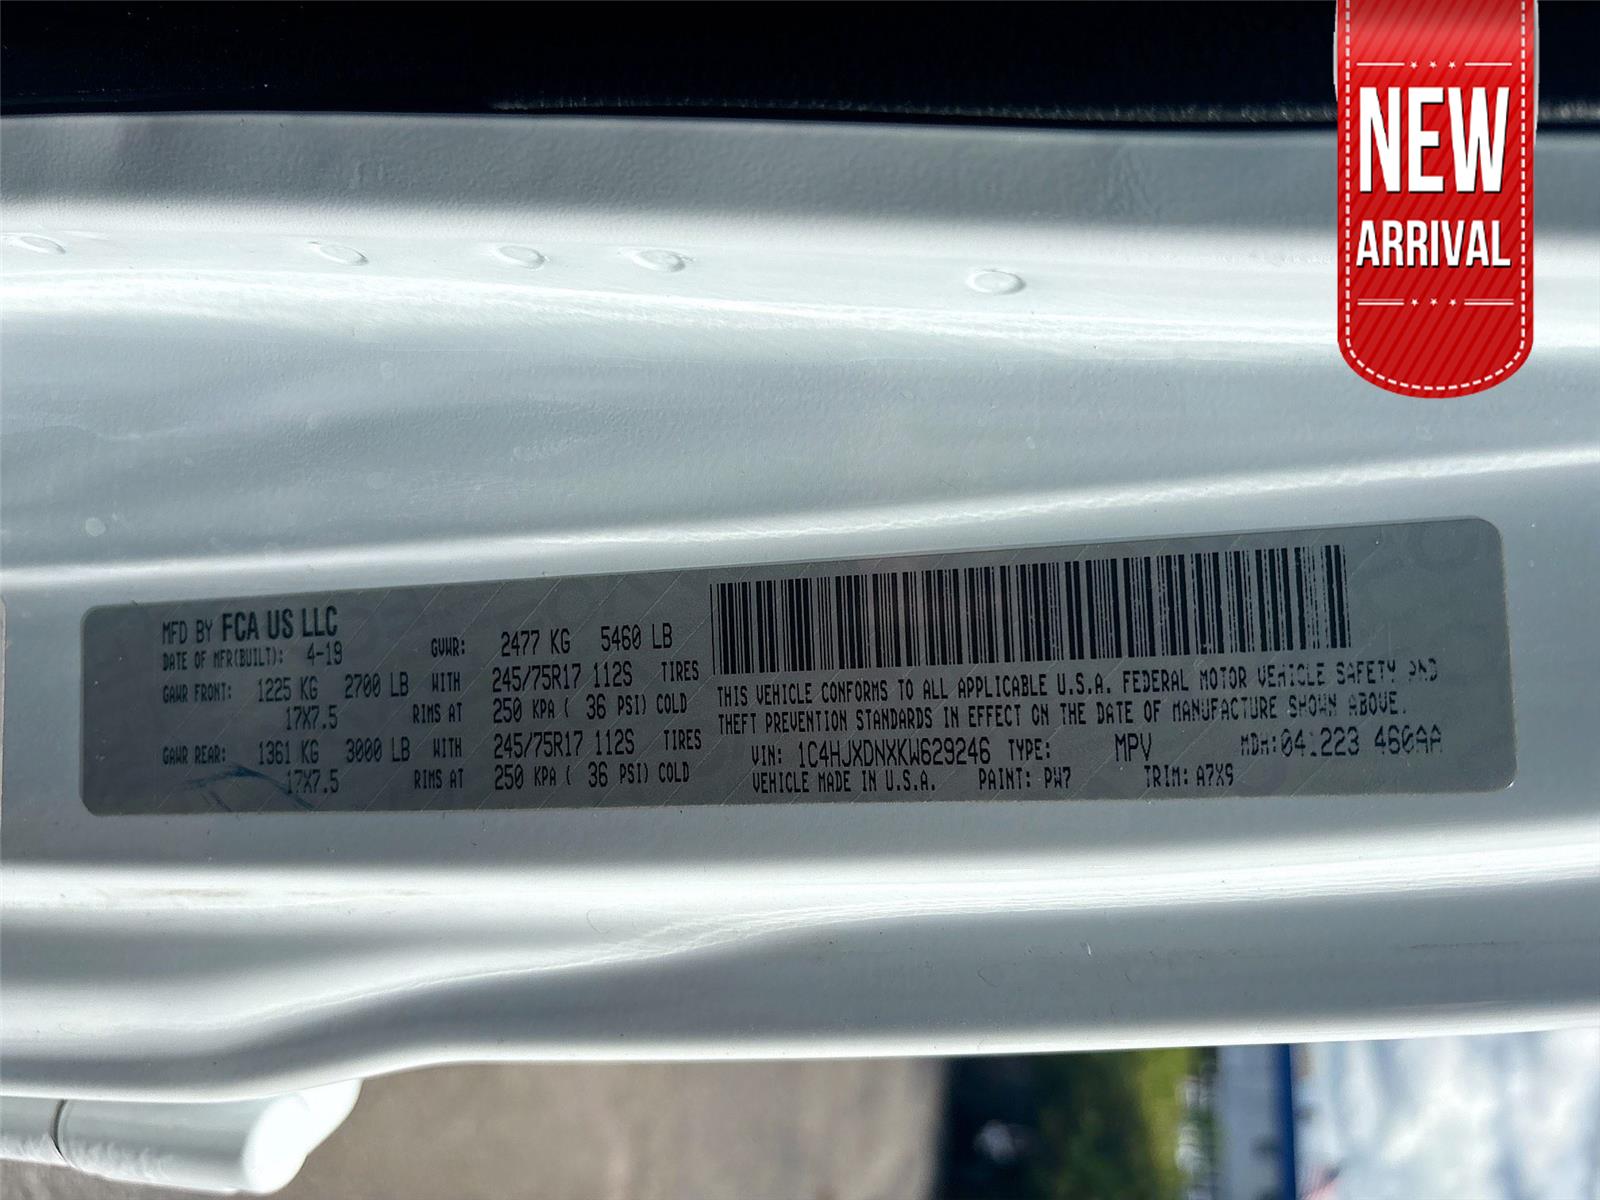 NEW
ARRIVAL
MFD BY FCA US LLC
DATE OF MFR(BUILT): 4-19 GVWR: 2477 KG 5460 LB
GAWR FRONT: 1225 KG 2700 LB WITH 245/75R17 112S TIRES
17X7.5 RIMS AT 250 KPA ( 36 PSI) COLD
GAWR REAR: 1361 KG 3000 LB WITH 245/75R17 112S TIRES
17X7.5 RIMS AT 250 KPA ( 36 PSI) COLD
THIS VEHICLE CONFORMS TO ALL APPLICABLE U.S.A. FEDERAL MOTOR VEHICLE SAFETY AND
THEFT PREVENTION STANDARDS IN EFFECT ON THE DATE OF MANUFACTURE SHOWN ABOVE.
VIN: 1C4HJXDNXKW629246 TYPE: MPV MDH: 041223 460AA
VEHICLE MADE IN U.S.A. PAINT: PW7 TRIM: A7X9